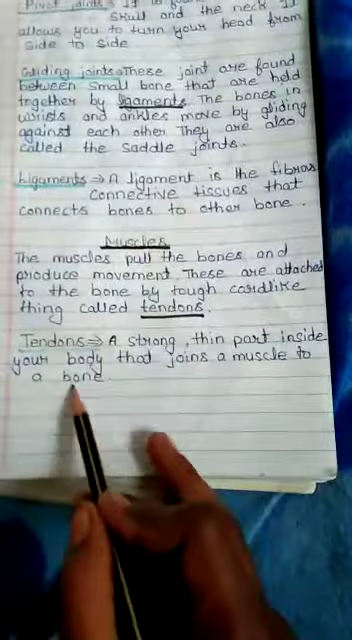 Pivot joints⇒ It is
skull and the neck It
allows you to turn your head from
side to side
Gliding joints⇒These joint are found
between small bone that are held
together by ligaments The bones in
wrists and ankles move by gliding
against each other They are also
called the saddle joints.
Ligaments ⇒ A ligament is the fibrous
connective tissues that
connects bones to other bone.
Muscles
The muscles pull the bones and
produce movement. These are attached
to the bone by tough cordlike
thing called tendons.
Tendons ⇒ A strong, thin part inside
your body that joins a muscle to
a bone.